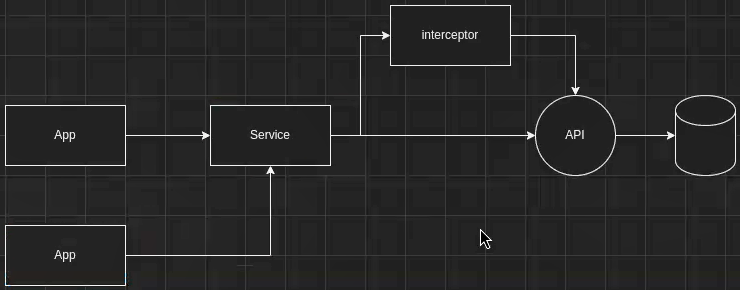 interceptor
App
Service
API
App